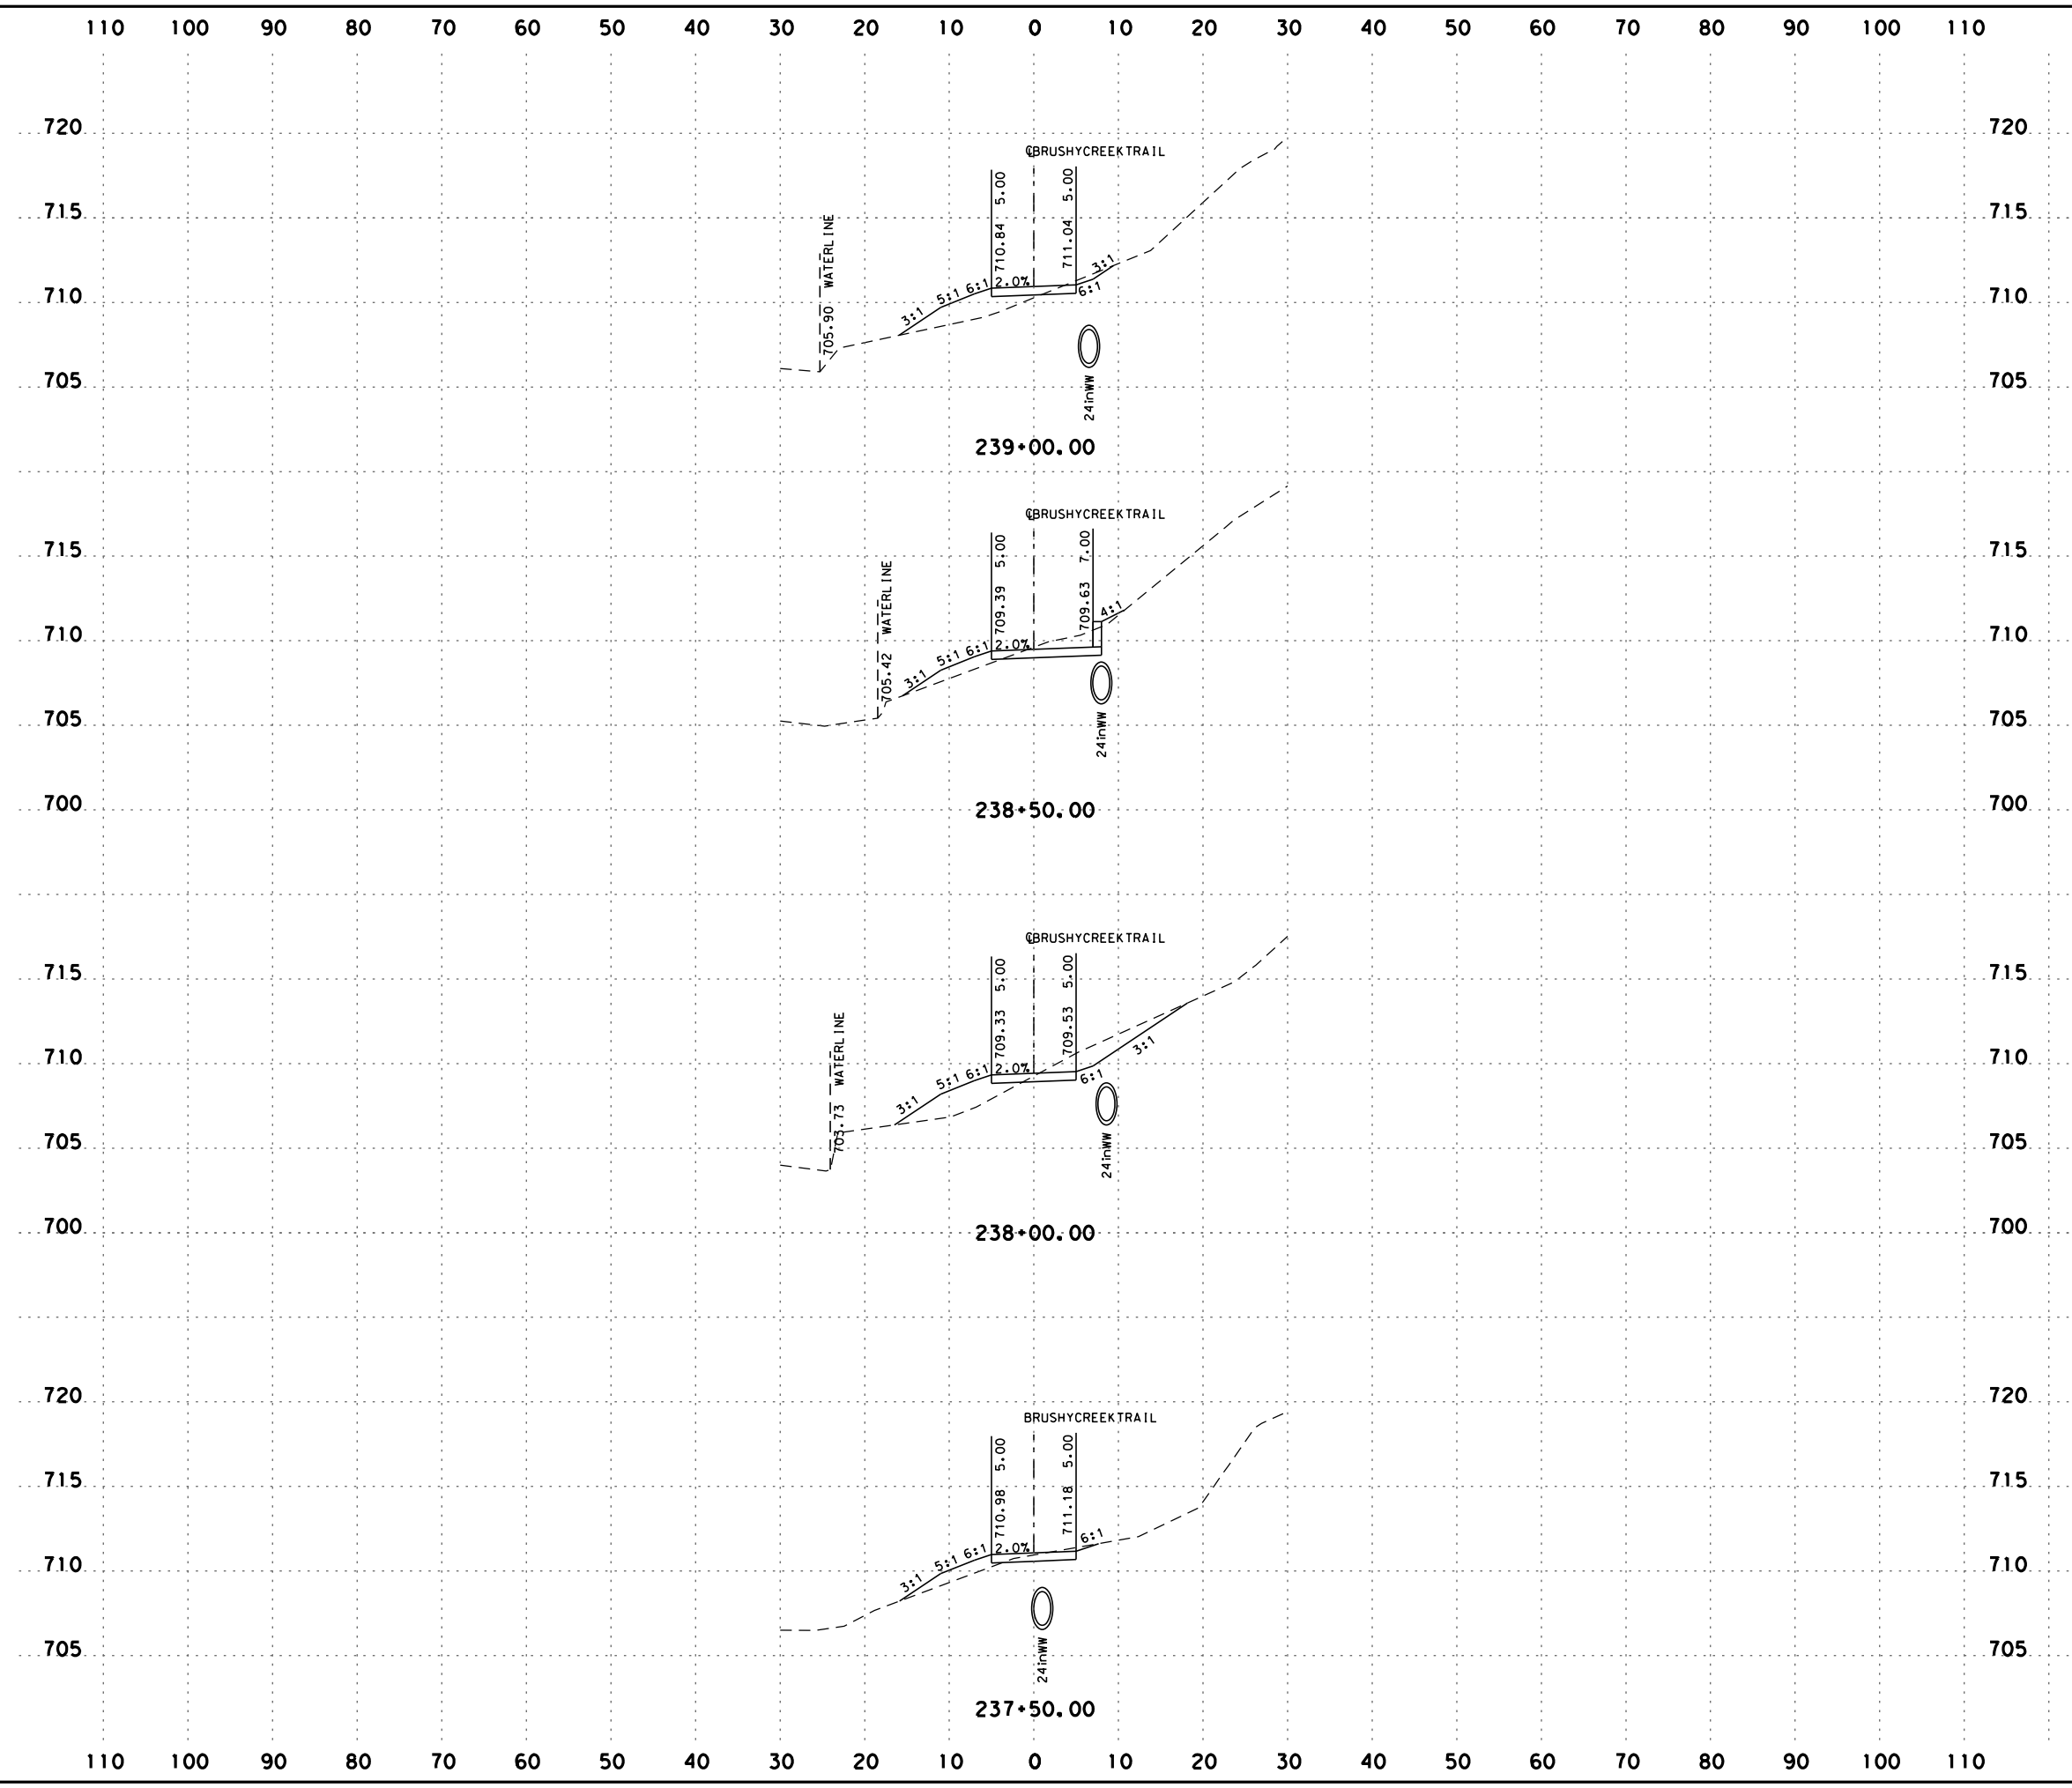 110 100 90 80 70 60 50 40 30 20 10 0 10 20 30 40 50 60 70 80 90 100 110
720 720
℄BRUSHYCREEKTRAIL
5.00 5.00
715 715
705.90 WATERLINE
710.84 711.04
710 3:1 5:1 6:1 2.0% 6:1 3:1 710
705 705
24inWW
239+00.00
℄BRUSHYCREEKTRAIL
5.00 7.00
715 715
705.42 WATERLINE
709.39 709.63
710 3:1 5:1 6:1 2.0% 4:1 710
705 705
24inWW
700 238+50.00 700
℄BRUSHYCREEKTRAIL
5.00 5.00
715 715
703.73 WATERLINE
709.33 709.53
710 3:1 5:1 6:1 2.0% 6:1 3:1 710
705 705
24inWW
700 238+00.00 700
720 720
BRUSHYCREEKTRAIL
5.00 5.00
715 715
710.98 711.18
710 3:1 5:1 6:1 2.0% 6:1 710
705 705
24inWW
237+50.00
110 100 90 80 70 60 50 40 30 20 10 0 10 20 30 40 50 60 70 80 90 100 110